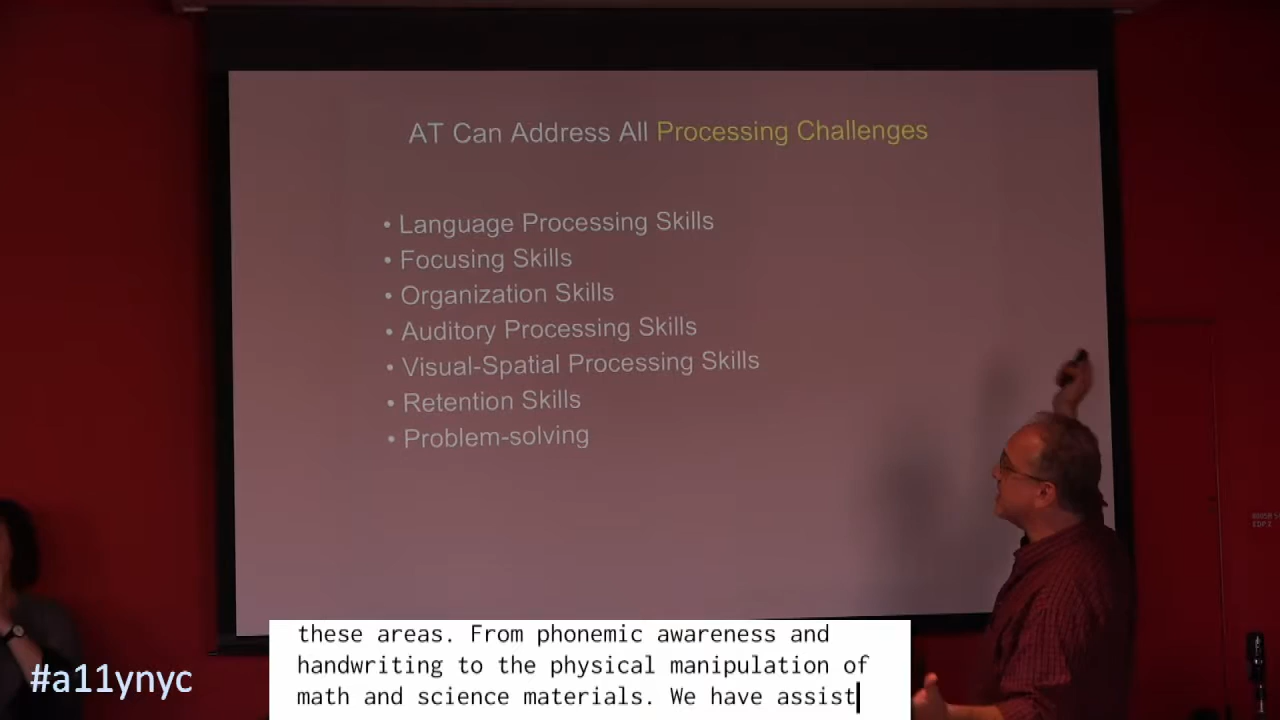 AT Can Address All Processing Challenges
• Language Processing Skills
• Focusing Skills
• Organization Skills
• Auditory Processing Skills
• Visual-Spatial Processing Skills
• Retention Skills
• Problem-solving
these areas. From phonemic awareness and
handwriting to the physical manipulation of
math and science materials. We have assist
#a11ynyc